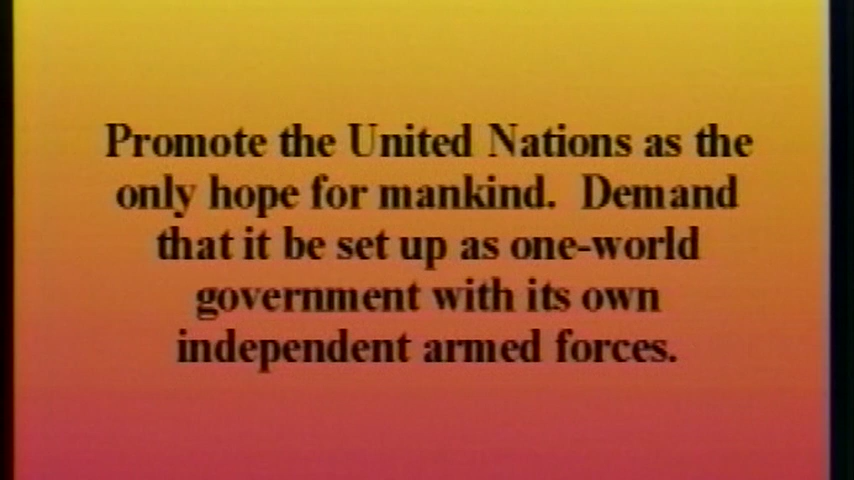 Promote the United Nations as the
only hope for mankind.  Demand
that it be set up as one-world
government with its own
independent armed forces.